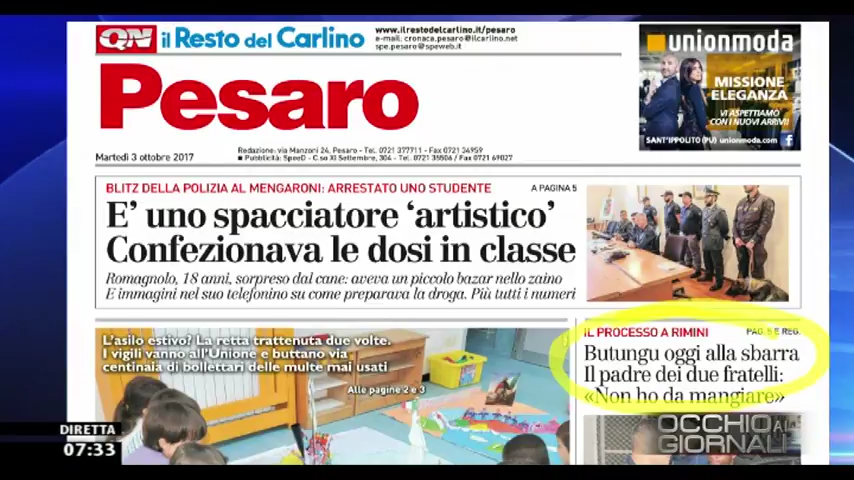 QN il Resto del Carlino
www.ilrestodelcarlino.it/pesaro
e-mail: cronaca.pesaro@ilcarlino.net
spe.pesaro@speweb.it
Pesaro
Martedì 3 ottobre 2017
Redazione: via Manzoni 24, Pesaro - Tel. 0721 377711 - Fax 0721 34959
■ Pubblicità: SpeeD - C.so XI Settembre, 304 - Tel. 0721 35506 / Fax 0721 69027
unionmoda
MISSIONE
ELEGANZA
VI ASPETTIAMO
CON I NUOVI ARRIVI!
SANT'IPPOLITO (PU) unionmoda.com f
BLITZ DELLA POLIZIA AL MENGARONI: ARRESTATO UNO STUDENTE
A PAGINA 5
E' uno spacciatore 'artistico'
Confezionava le dosi in classe
Romagnolo, 18 anni, sorpreso dal cane: aveva un piccolo bazar nello zaino
E immagini nel suo telefonino su come preparava la droga. Più tutti i numeri
L'asilo estivo? La retta trattenuta due volte.
I vigili vanno all'Unione e buttano via
centinaia di bollettari delle multe mai usati
Alle pagine 2 e 3
IL PROCESSO A RIMINI
PAG. 5 E REG.
Butungu oggi alla sbarra
Il padre dei due fratelli:
«Non ho da mangiare»
OCCHIO AI
GIORNALI
DIRETTA
07:33